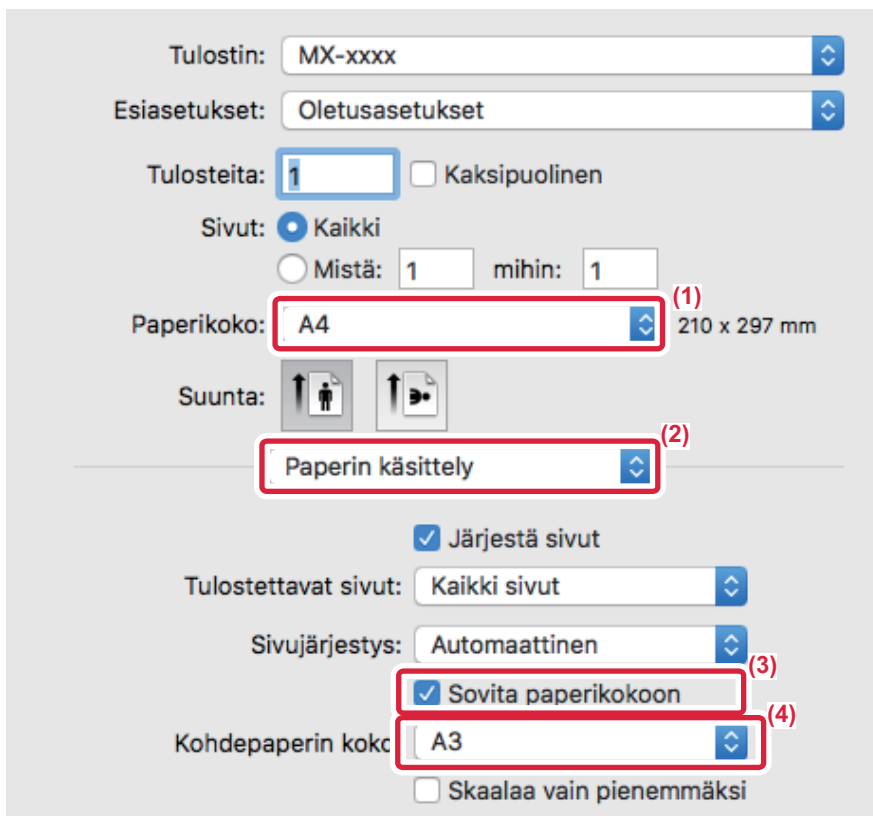 Tulostin: MX-xxxx
Esiasetukset: Oletusasetukset
Tulosteita: 1 Kaksipuolinen
Sivut: Kaikki
Mistä: 1 mihin: 1
(1)
Paperikoko: A4 210 x 297 mm
Suunta:
(2)
Paperin käsittely
Järjestä sivut
Tulostettavat sivut: Kaikki sivut
Sivujärjestys: Automaattinen
(3)
Sovita paperikokoon
(4)
Kohdepaperin koko A3
Skaalaa vain pienemmäksi